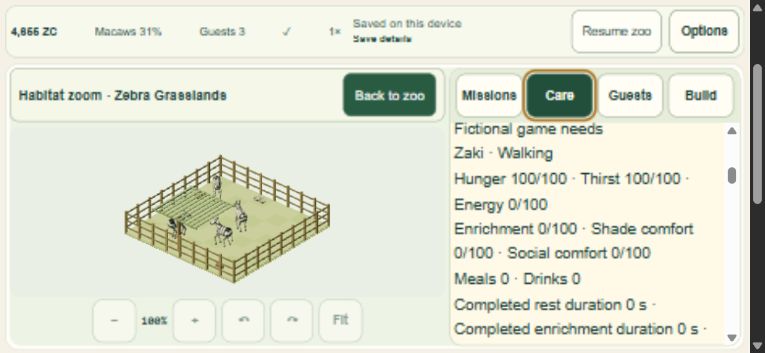 4,866 ZC
Macaws 31%
Guests 3
✓
1×
Saved on this device
Save details
Resume zoo
Options
Habitat zoom - Zebra Grasslands
Back to zoo
−
100%
+
↶
↷
Fit
Missions
Care
Guests
Build
Fictional game needs
Zaki · Walking
Hunger 100/100 · Thirst 100/100 ·
Energy 0/100
Enrichment 0/100 · Shade comfort
0/100 · Social comfort 0/100
Meals 0 · Drinks 0
Completed rest duration 0 s ·
Completed enrichment duration 0 s ·